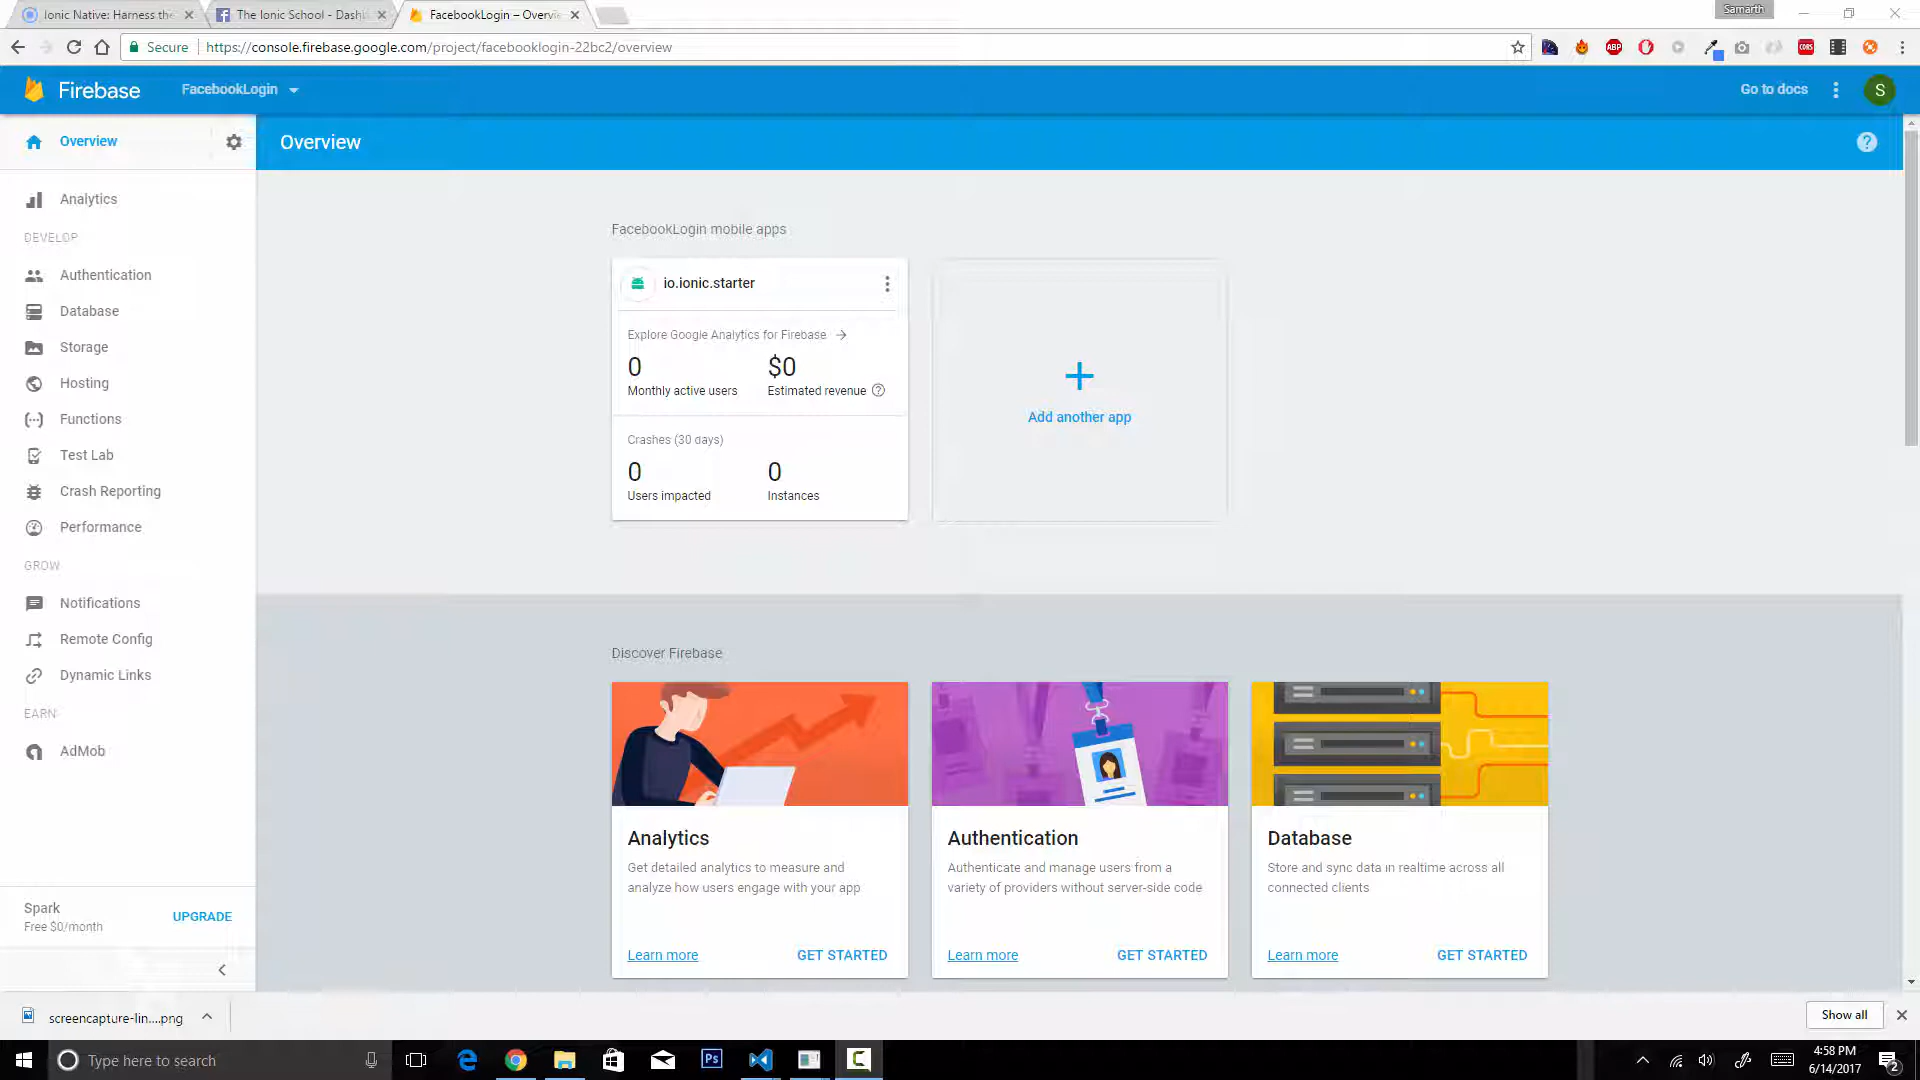 Ionic Native: Harness the
The Ionic School - Dash
FacebookLogin – Overvi
Samarth
Secure
https://console.firebase.google.com/project/facebooklogin-22bc2/overview
ABP
CORS
Firebase
FacebookLogin
Go to docs
S
Overview
Overview
?
Analytics
DEVELOP
Authentication
Database
Storage
Hosting
Functions
Test Lab
Crash Reporting
Performance
GROW
Notifications
Remote Config
Dynamic Links
EARN
AdMob
Spark
Free $0/month
UPGRADE
FacebookLogin mobile apps
io.ionic.starter
Explore Google Analytics for Firebase
0
$0
Monthly active users
Estimated revenue
Crashes (30 days)
0
0
Users impacted
Instances
Add another app
Discover Firebase
Analytics
Get detailed analytics to measure and
analyze how users engage with your app
Learn more
GET STARTED
Authentication
Authenticate and manage users from a
variety of providers without server-side code
Learn more
GET STARTED
Database
Store and sync data in realtime across all
connected clients
Learn more
GET STARTED
screencapture-lin....png
Show all
Type here to search
Ps
4:58 PM
6/14/2017
2